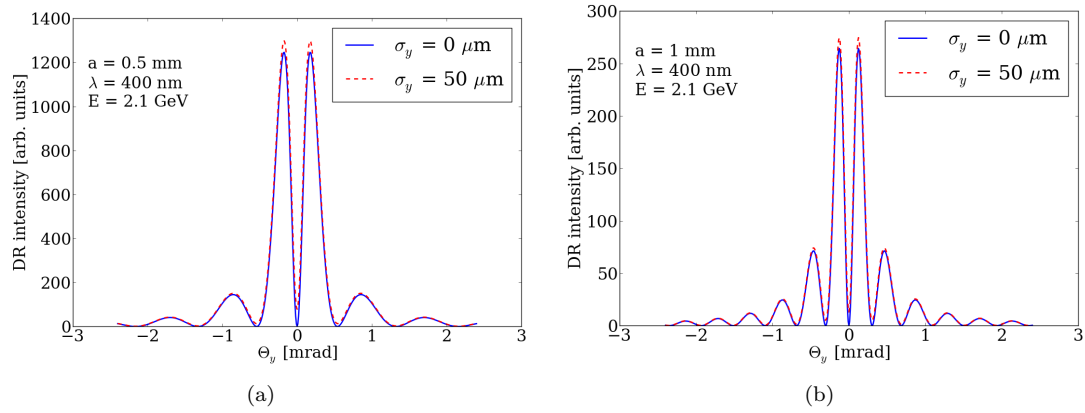 1400
1200
1000
800
600
400
200
0
DR intensity [arb. units]
a = 0.5 mm
λ = 400 nm
E = 2.1 GeV
σy = 0 μm
σy = 50 μm
−3 −2 −1 0 1 2 3
Θy [mrad]
(a)
300
250
200
150
100
50
0
DR intensity [arb. units]
a = 1 mm
λ = 400 nm
E = 2.1 GeV
σy = 0 μm
σy = 50 μm
−3 −2 −1 0 1 2 3
Θy [mrad]
(b)